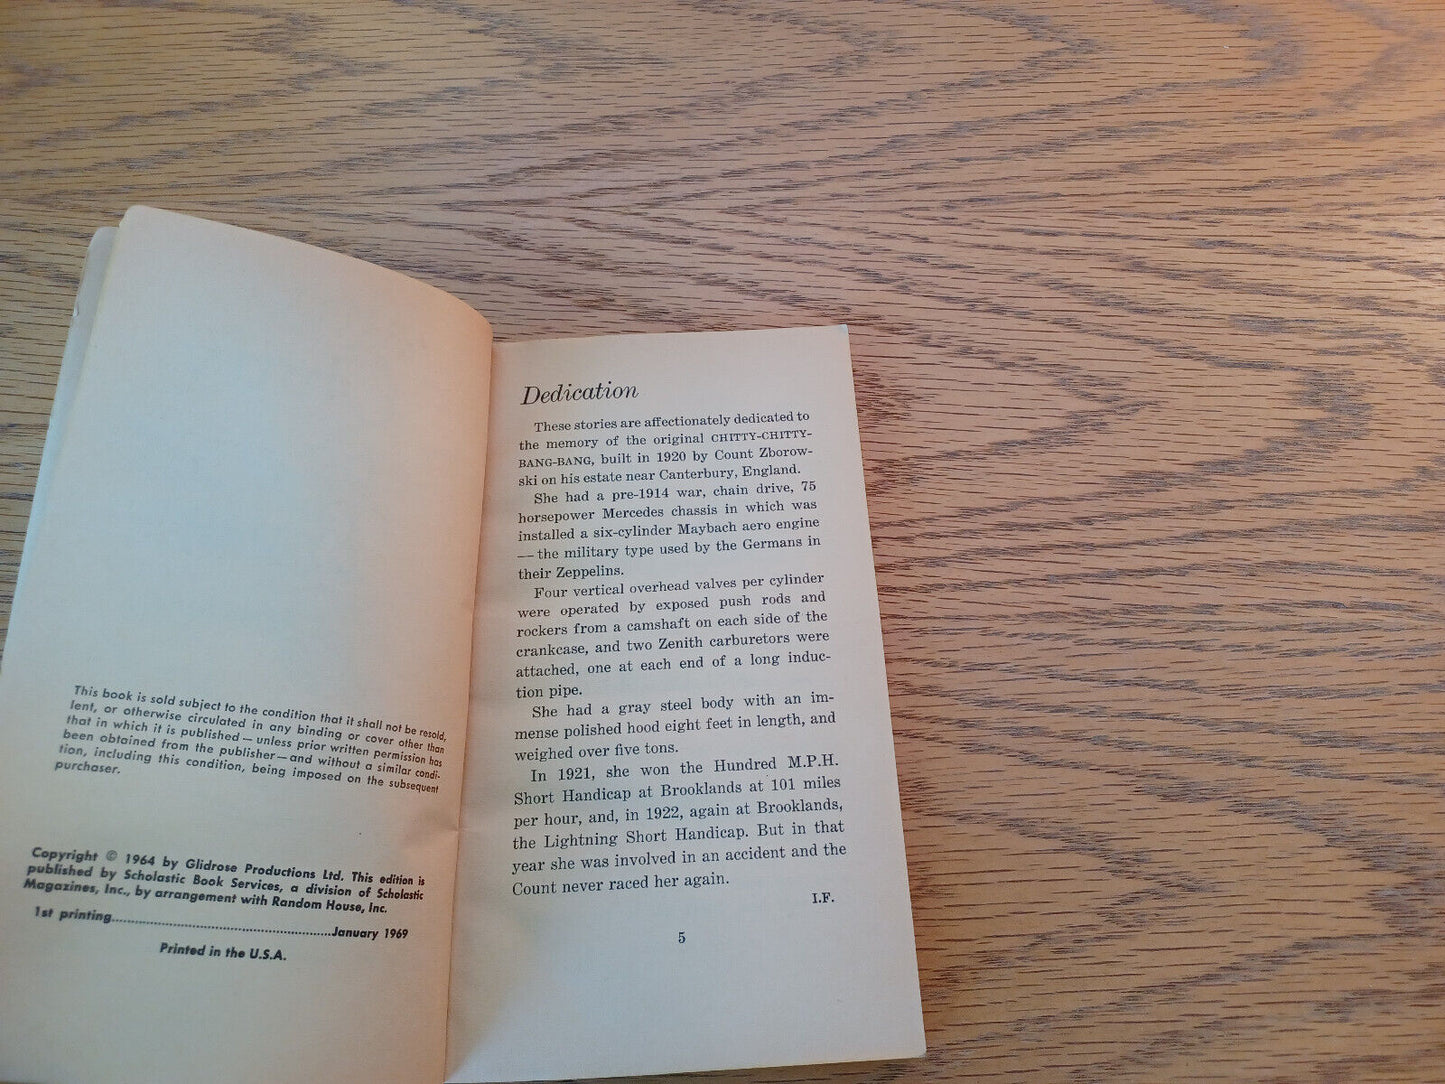 This book is sold subject to the condition that it shall not be resold,
lent, or otherwise circulated in any binding or cover other than
that in which it is published — unless prior written permission has
been obtained from the publisher — and without a similar condi-
tion, including this condition, being imposed on the subsequent
purchaser.
Copyright © 1964 by Glidrose Productions Ltd. This edition is
published by Scholastic Book Services, a division of Scholastic
Magazines, Inc., by arrangement with Random House, Inc.
1st printing..........................................................January 1969
Printed in the U.S.A.
Dedication
These stories are affectionately dedicated to
the memory of the original CHITTY-CHITTY-
BANG-BANG, built in 1920 by Count Zborow-
ski on his estate near Canterbury, England.
She had a pre-1914 war, chain drive, 75
horsepower Mercedes chassis in which was
installed a six-cylinder Maybach aero engine
— the military type used by the Germans in
their Zeppelins.
Four vertical overhead valves per cylinder
were operated by exposed push rods and
rockers from a camshaft on each side of the
crankcase, and two Zenith carburetors were
attached, one at each end of a long induc-
tion pipe.
She had a gray steel body with an im-
mense polished hood eight feet in length, and
weighed over five tons.
In 1921, she won the Hundred M.P.H.
Short Handicap at Brooklands at 101 miles
per hour, and, in 1922, again at Brooklands,
the Lightning Short Handicap. But in that
year she was involved in an accident and the
Count never raced her again.
I.F.
5